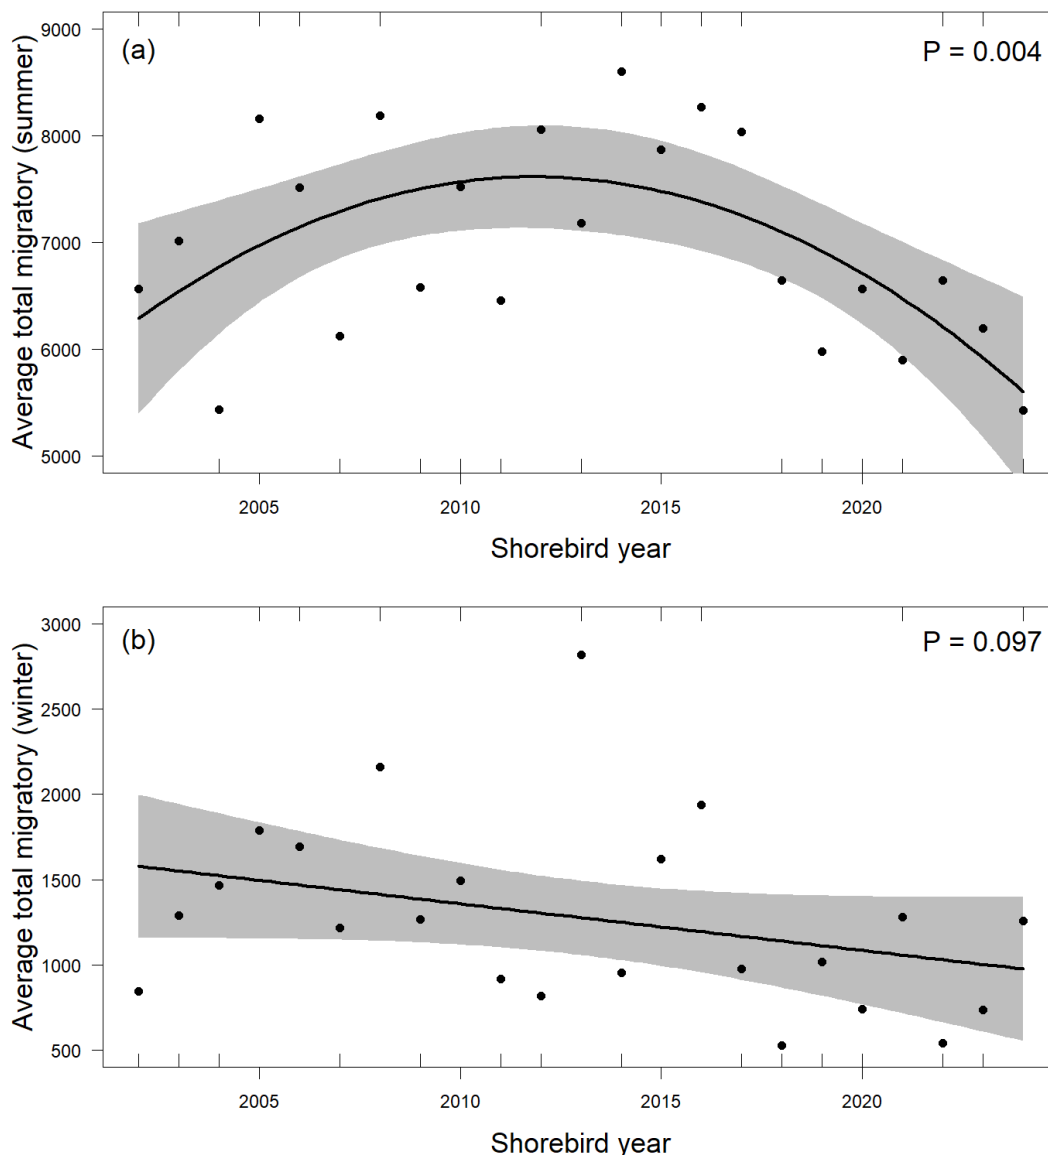 (a)
P = 0.004
Average total migratory (summer)
9000
8000
7000
6000
5000
2005 2010 2015 2020
Shorebird year
(b)
P = 0.097
Average total migratory (winter)
3000
2500
2000
1500
1000
500
2005 2010 2015 2020
Shorebird year